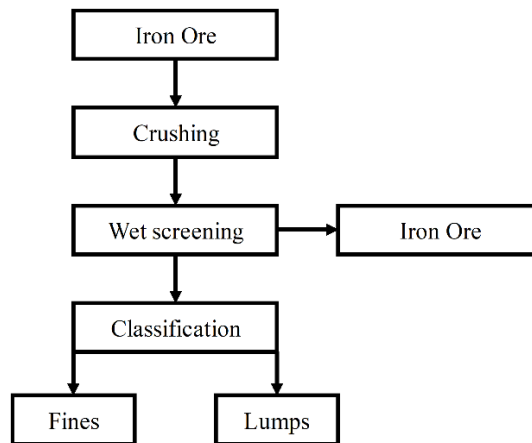 Iron Ore
Crushing
Wet screening
Iron Ore
Classification
Fines
Lumps